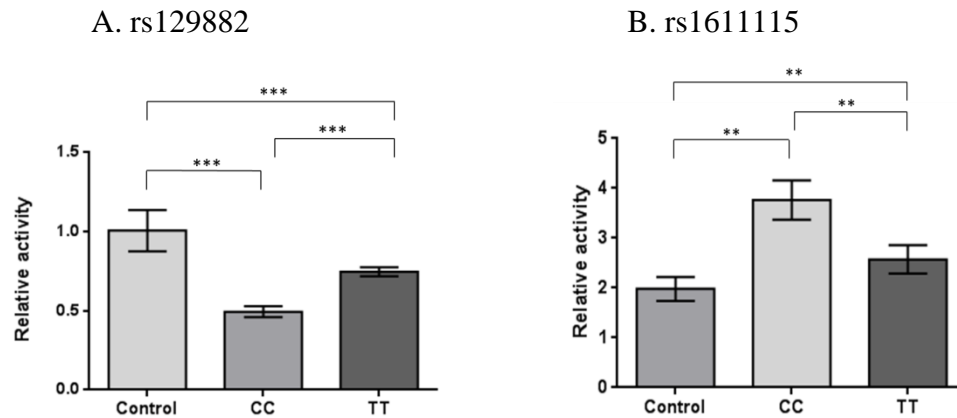 A. rs129882
***
***
***
1.5
1.0
0.5
0.0
Relative activity
Control CC TT
B. rs1611115
**
**
**
5
4
3
2
1
0
Relative activity
Control CC TT